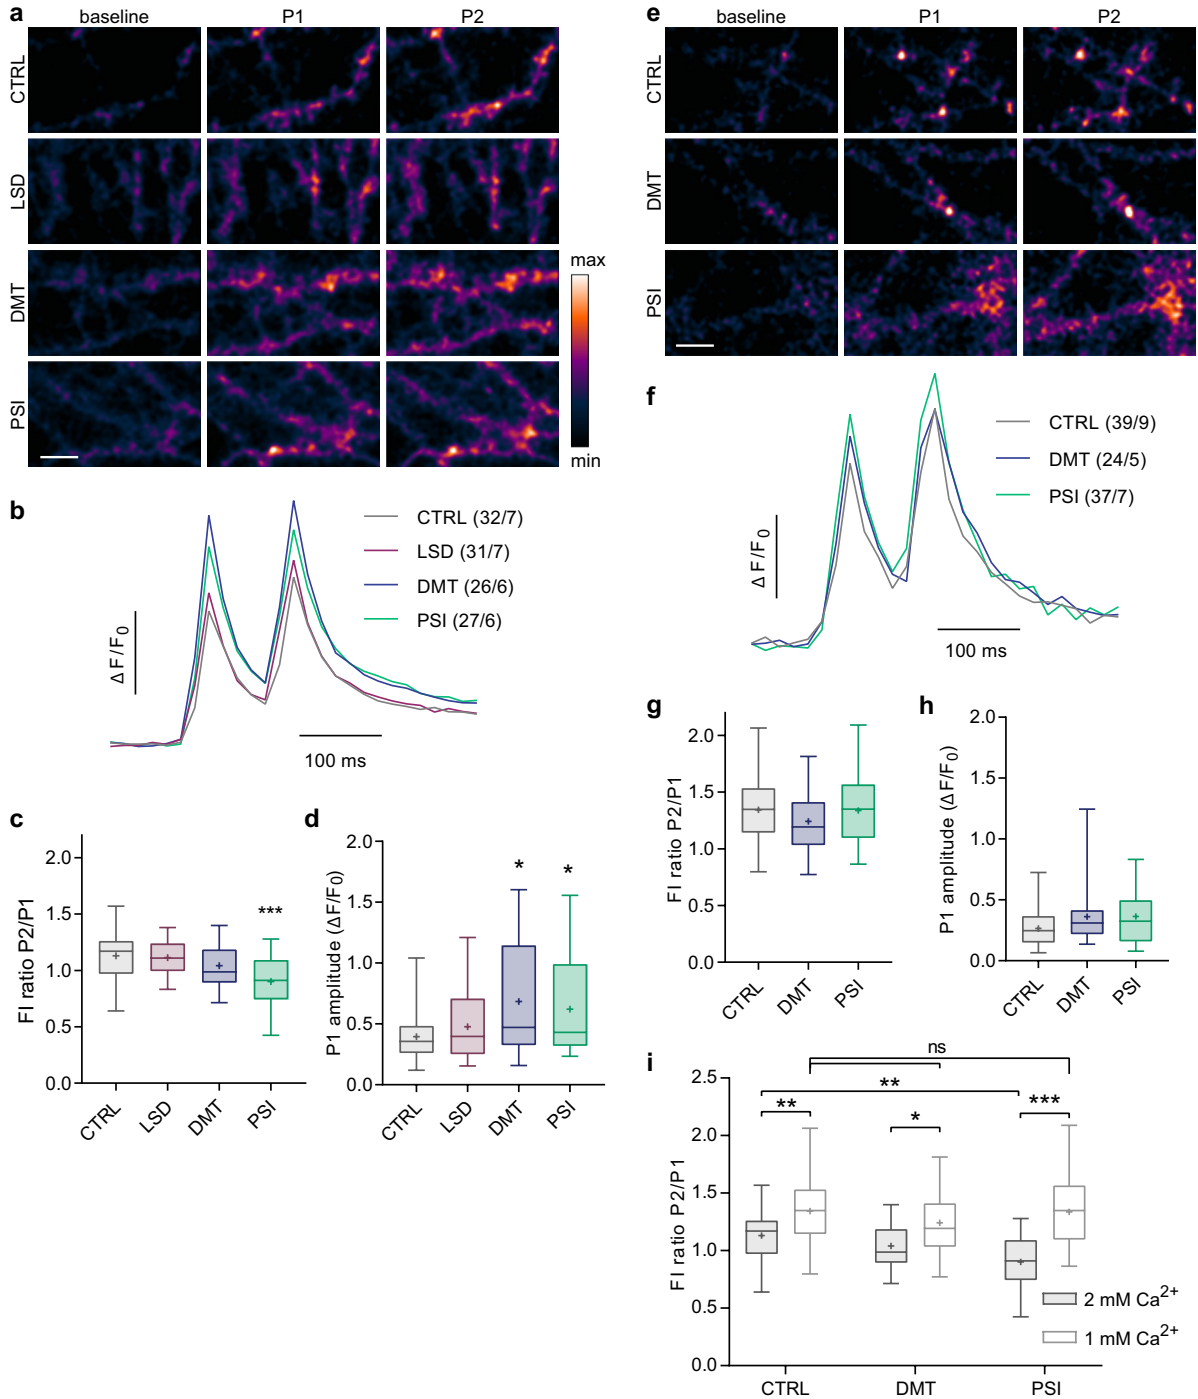 a
baseline P1 P2
CTRL
LSD
DMT
PSI
max
min
b
CTRL (32/7)
LSD (31/7)
DMT (26/6)
PSI (27/6)
ΔF/F0
100 ms
c
FI ratio P2/P1
2.0
1.5
1.0
0.5
0.0
***
CTRL LSD DMT PSI
d
P1 amplitude (ΔF/F0)
2.0
1.5
1.0
0.5
0.0
* *
CTRL LSD DMT PSI
e
baseline P1 P2
CTRL
DMT
PSI
f
CTRL (39/9)
DMT (24/5)
PSI (37/7)
ΔF/F0
100 ms
g
FI ratio P2/P1
2.0
1.5
1.0
0.5
0.0
CTRL DMT PSI
h
P1 amplitude (ΔF/F0)
2.0
1.5
1.0
0.5
0.0
CTRL DMT PSI
i
FI ratio P2/P1
2.5
2.0
1.5
1.0
0.5
0.0
ns
**
** * ***
2 mM Ca2+
1 mM Ca2+
CTRL DMT PSI